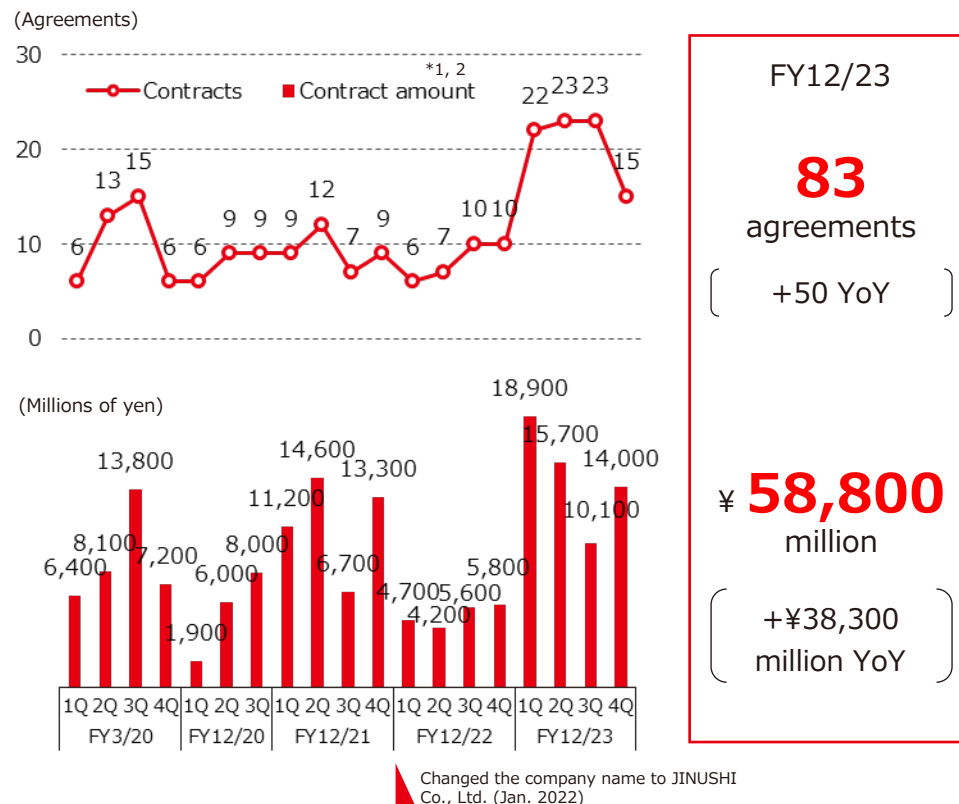 (Agreements)
30
20
10
0
Contracts
Contract amount *1, 2
6 13 15 6 6 9 9 9 12 7 9 6 7 10 10 22 23 23 15
(Millions of yen)
6,400 8,100 13,800 7,200 1,900 6,000 8,000 11,200 14,600 6,700 13,300 4,700 4,200 5,600 5,800 18,900 15,700 10,100 14,000
1Q 2Q 3Q 4Q 1Q 2Q 3Q 1Q 2Q 3Q 4Q 1Q 2Q 3Q 4Q 1Q 2Q 3Q 4Q
FY3/20 FY12/20 FY12/21 FY12/22 FY12/23
Changed the company name to JINUSHI
Co., Ltd. (Jan. 2022)
FY12/23
83
agreements
+50 YoY
¥ 58,800
million
+¥38,300
million YoY